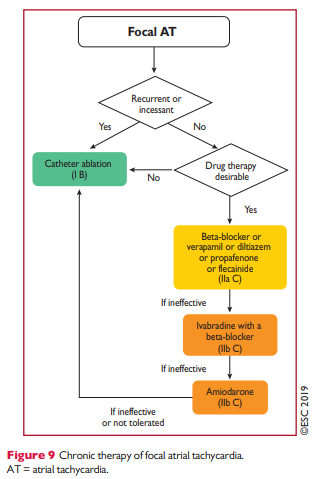 Focal AT
Recurrent or
incessant
Yes
No
Catheter ablation
(I B)
No
Drug therapy
desirable
Yes
Beta-blocker or
verapamil or diltiazem
or propafenone
or flecainide
(IIa C)
If ineffective
Ivabradine with a
beta-blocker
(IIb C)
If ineffective
Amiodarone
(IIb C)
If ineffective
or not tolerated
©ESC 2019
Figure 9 Chronic therapy of focal atrial tachycardia.
AT = atrial tachycardia.